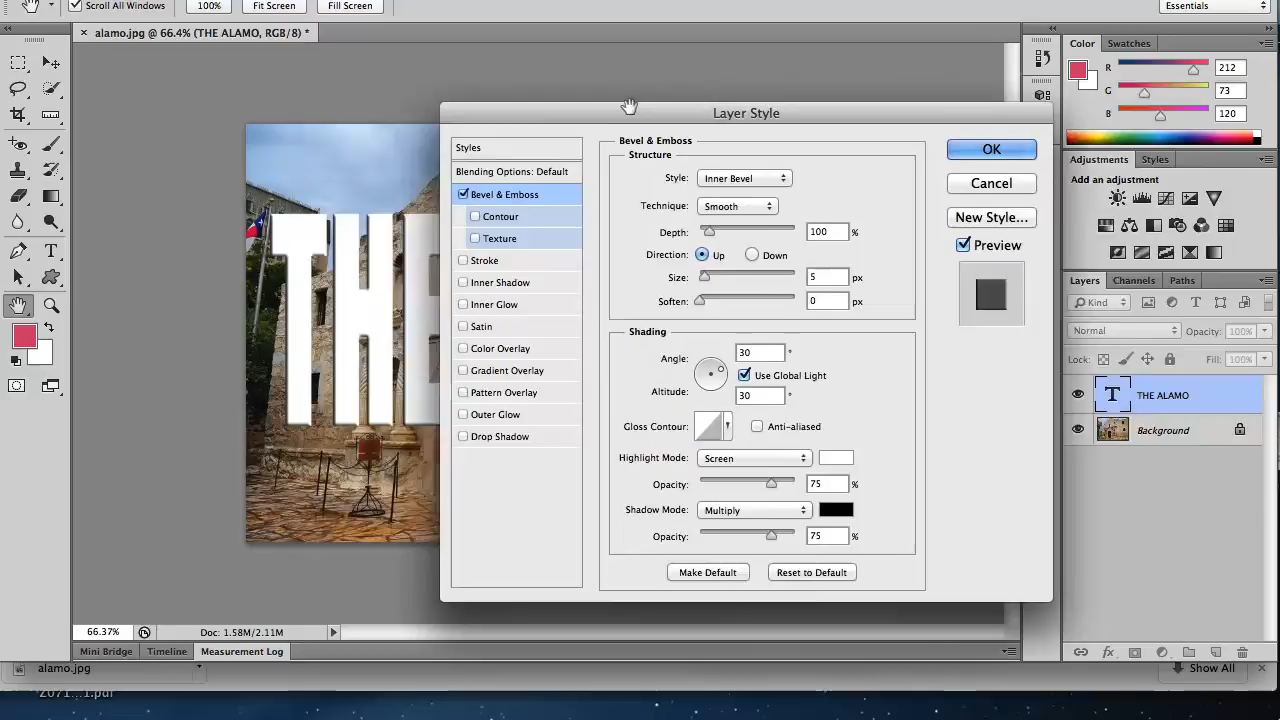 Scroll All Windows
100%
Fit Screen
Fill Screen
Essentials
alamo.jpg @ 66.4% (THE ALAMO, RGB/8) *
Color
Swatches
R
212
G
73
B
120
Layer Style
Styles
Blending Options: Default
Bevel & Emboss
Contour
Texture
Stroke
Inner Shadow
Inner Glow
Satin
Color Overlay
Gradient Overlay
Pattern Overlay
Outer Glow
Drop Shadow
Bevel & Emboss
Structure
Style:
Inner Bevel
Technique:
Smooth
Depth:
100
%
Direction:
Up
Down
Size:
5
px
Soften:
0
px
Shading
Angle:
30
°
Use Global Light
Altitude:
30
°
Gloss Contour:
Anti-aliased
Highlight Mode:
Screen
Opacity:
75
%
Shadow Mode:
Multiply
Opacity:
75
%
Make Default
Reset to Default
OK
Cancel
New Style...
Preview
THE
Adjustments
Styles
Add an adjustment
Layers
Channels
Paths
Kind
Normal
Opacity:
100%
Lock:
Fill:
100%
T
THE ALAMO
Background
fx
66.37%
Doc: 1.58M/2.11M
Mini Bridge
Timeline
Measurement Log
alamo.jpg
Show All
2071...1.pdf